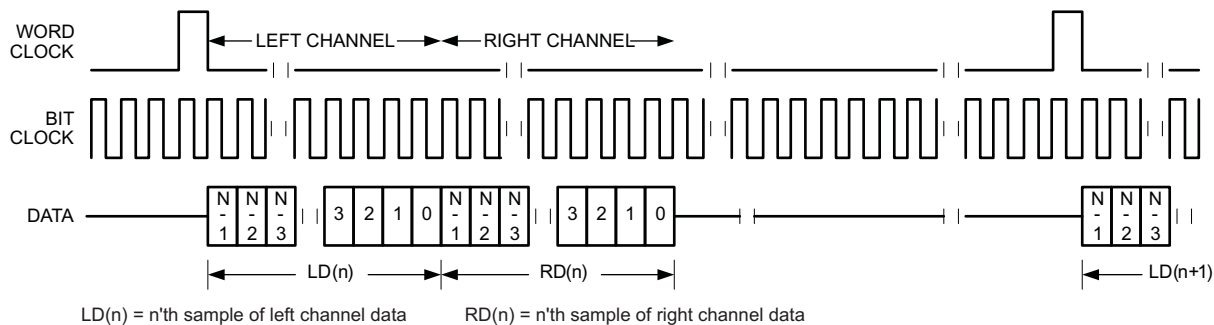 WORD
CLOCK
LEFT CHANNEL
RIGHT CHANNEL
BIT
CLOCK
DATA
N
-
1
N
-
2
N
-
3
3 2 1 0
N
-
1
N
-
2
N
-
3
3 2 1 0
N
-
1
N
-
2
N
-
3
LD(n)
RD(n)
LD(n+1)
LD(n) = n'th sample of left channel data
RD(n) = n'th sample of right channel data